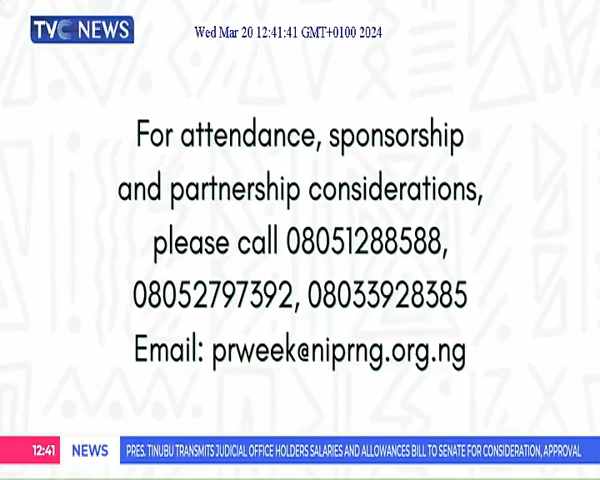 TVC NEWS
Wed Mar 20 12:41:41 GMT+0100 2024
For attendance, sponsorship
and partnership considerations,
please call 08051288588,
08052797392, 08033928385
Email: prweek@niprng.org.ng
12:41 NEWS PRES. TINUBU TRANSMITS JUDICIAL OFFICE HOLDERS SALARIES AND ALLOWANCES BILL TO SENATE FOR CONSIDERATION, APPROVAL